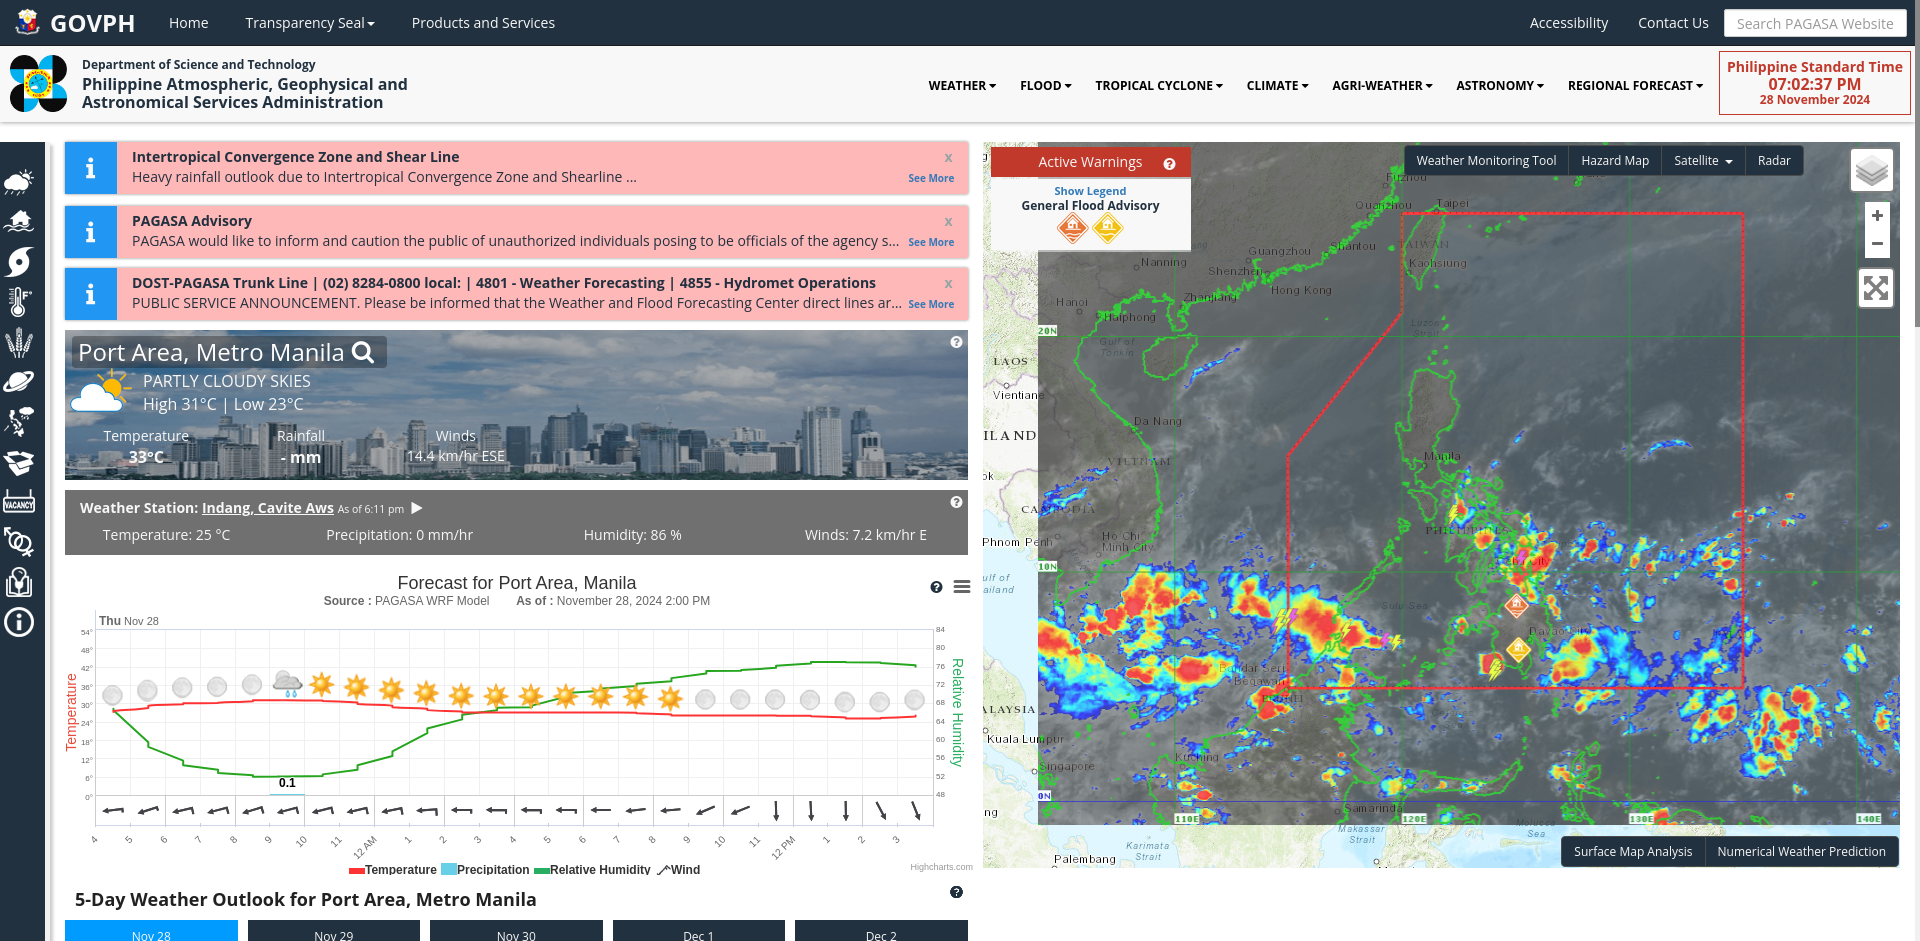 GOVPH
Home
Transparency Seal
Products and Services
Accessibility
Contact Us
Search PAGASA Website
Department of Science and Technology
Philippine Atmospheric, Geophysical and
Astronomical Services Administration
WEATHER
FLOOD
TROPICAL CYCLONE
CLIMATE
AGRI-WEATHER
ASTRONOMY
REGIONAL FORECAST
Philippine Standard Time
07:02:37 PM
28 November 2024
Intertropical Convergence Zone and Shear Line
x
Heavy rainfall outlook due to Intertropical Convergence Zone and Shearline ...
See More
PAGASA Advisory
x
PAGASA would like to inform and caution the public of unauthorized individuals posing to be officials of the agency s...
See More
DOST-PAGASA Trunk Line | (02) 8284-0800 local: | 4801 - Weather Forecasting | 4855 - Hydromet Operations
x
PUBLIC SERVICE ANNOUNCEMENT. Please be informed that the Weather and Flood Forecasting Center direct lines ar...
See More
VACANCY
Port Area, Metro Manila
PARTLY CLOUDY SKIES
High 31°C | Low 23°C
Temperature
33°C
Rainfall
- mm
Winds
14.4 km/hr ESE
Weather Station: Indang, Cavite Aws As of 6:11 pm
Temperature: 25 °C
Precipitation: 0 mm/hr
Humidity: 86 %
Winds: 7.2 km/hr E
Forecast for Port Area, Manila
Source : PAGASA WRF Model As of : November 28, 2024 2:00 PM
Thu Nov 28
54°
48°
42°
36°
30°
24°
18°
12°
6°
0°
Temperature
84
80
76
72
68
64
60
56
52
48
Relative Humidity
0.1
4
5
6
7
8
9
10
11
12 AM
1
2
3
4
5
6
7
8
9
10
11
12 PM
1
2
3
Temperature
Precipitation
Relative Humidity
Wind
Highcharts.com
5-Day Weather Outlook for Port Area, Metro Manila
Nov 28
Nov 29
Nov 30
Dec 1
Dec 2
Active Warnings
Show Legend
General Flood Advisory
Weather Monitoring Tool
Hazard Map
Satellite
Radar
+
−
Fuzhou
Quanzhou
Taipei
Guangzhou
Shantou
TAIWAN
Nanning
Shenzhen
Kaohsiung
Hong Kong
Hanoi
Zhanjiang
Haiphong
20N
Luzon
Strait
Gulf of
Tonkin
LAOS
Vientiane
Da Nang
ILAND
Manila
VIETNAM
ok
CAMBODIA
PHILIPPINES
Phnom Penh
Ho Chi
Minh City
Cebu City
10N
ulf of
ailand
Sulu Sea
Davao City
Bandar Seri
Begawan
BRUNEI
ALAYSIA
Kuala Lumpur
Kuching
Singapore
0N
Samarinda
110E
120E
130E
140E
ng
Makassar
Strait
Molucca
Sea
Karimata
Strait
Palembang
Surface Map Analysis
Numerical Weather Prediction